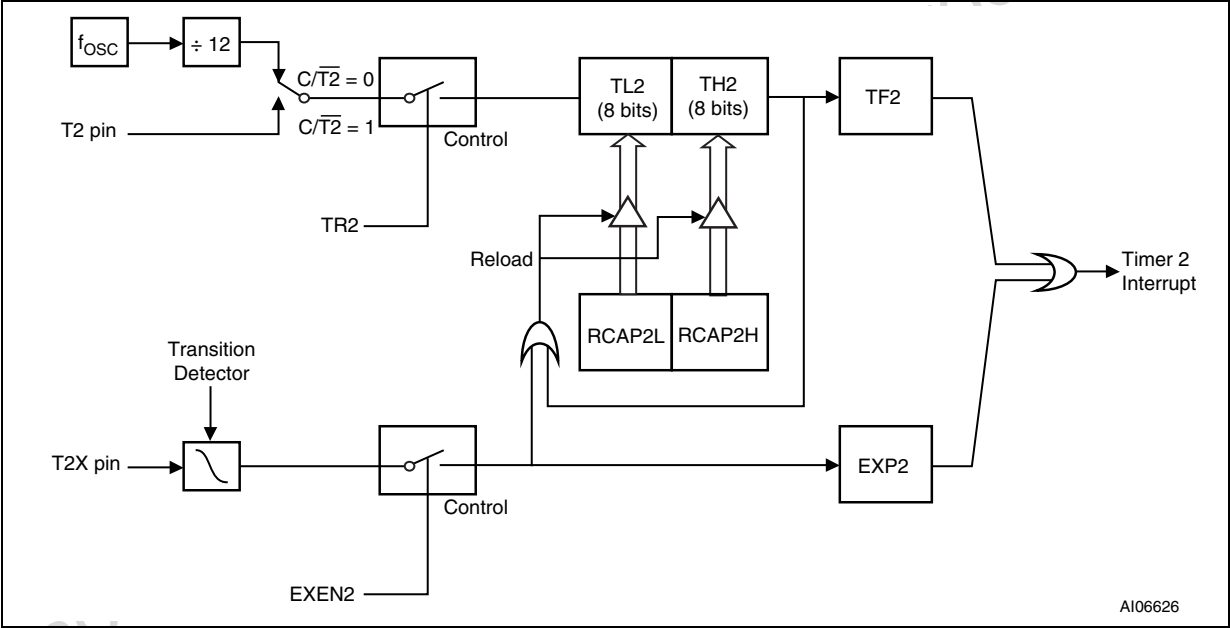 fOSC
÷ 12
C/T2 = 0
C/T2 = 1
T2 pin
Control
TR2
TL2
(8 bits)
TH2
(8 bits)
TF2
Reload
RCAP2L
RCAP2H
Timer 2
Interrupt
Transition
Detector
T2X pin
Control
EXP2
EXEN2
AI06626